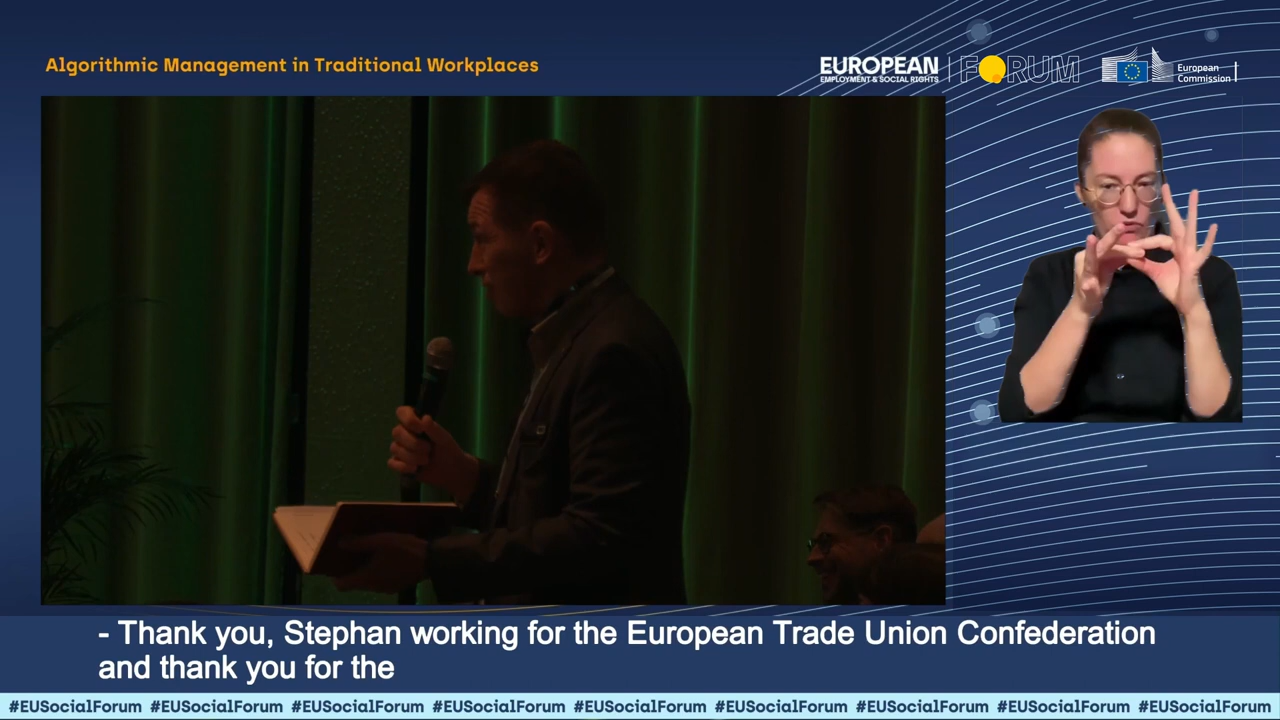 Algorithmic Management in Traditional Workplaces
EUROPEAN
EMPLOYMENT & SOCIAL RIGHTS
FORUM
European
Commission
- Thank you, Stephan working for the European Trade Union Confederation
and thank you for the
#EUSocialForum #EUSocialForum #EUSocialForum #EUSocialForum #EUSocialForum #EUSocialForum #EUSocialForum #EUSocialForum #EUSocialForum